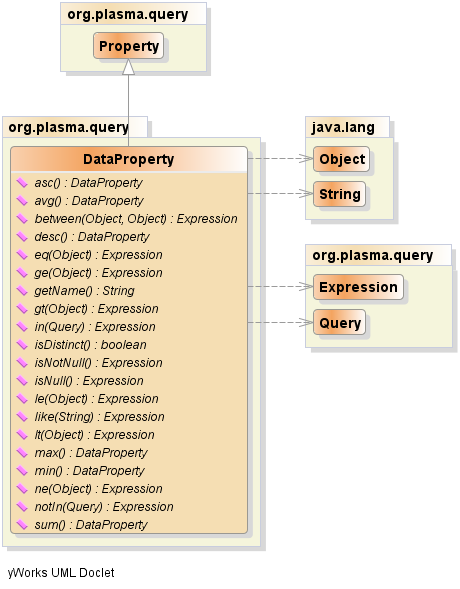 org.plasma.query
Property
org.plasma.query
DataProperty
asc() : DataProperty
avg() : DataProperty
between(Object, Object) : Expression
desc() : DataProperty
eq(Object) : Expression
ge(Object) : Expression
getName() : String
gt(Object) : Expression
in(Query) : Expression
isDistinct() : boolean
isNotNull() : Expression
isNull() : Expression
le(Object) : Expression
like(String) : Expression
lt(Object) : Expression
max() : DataProperty
min() : DataProperty
ne(Object) : Expression
notIn(Query) : Expression
sum() : DataProperty
java.lang
Object
String
org.plasma.query
Expression
Query
yWorks UML Doclet